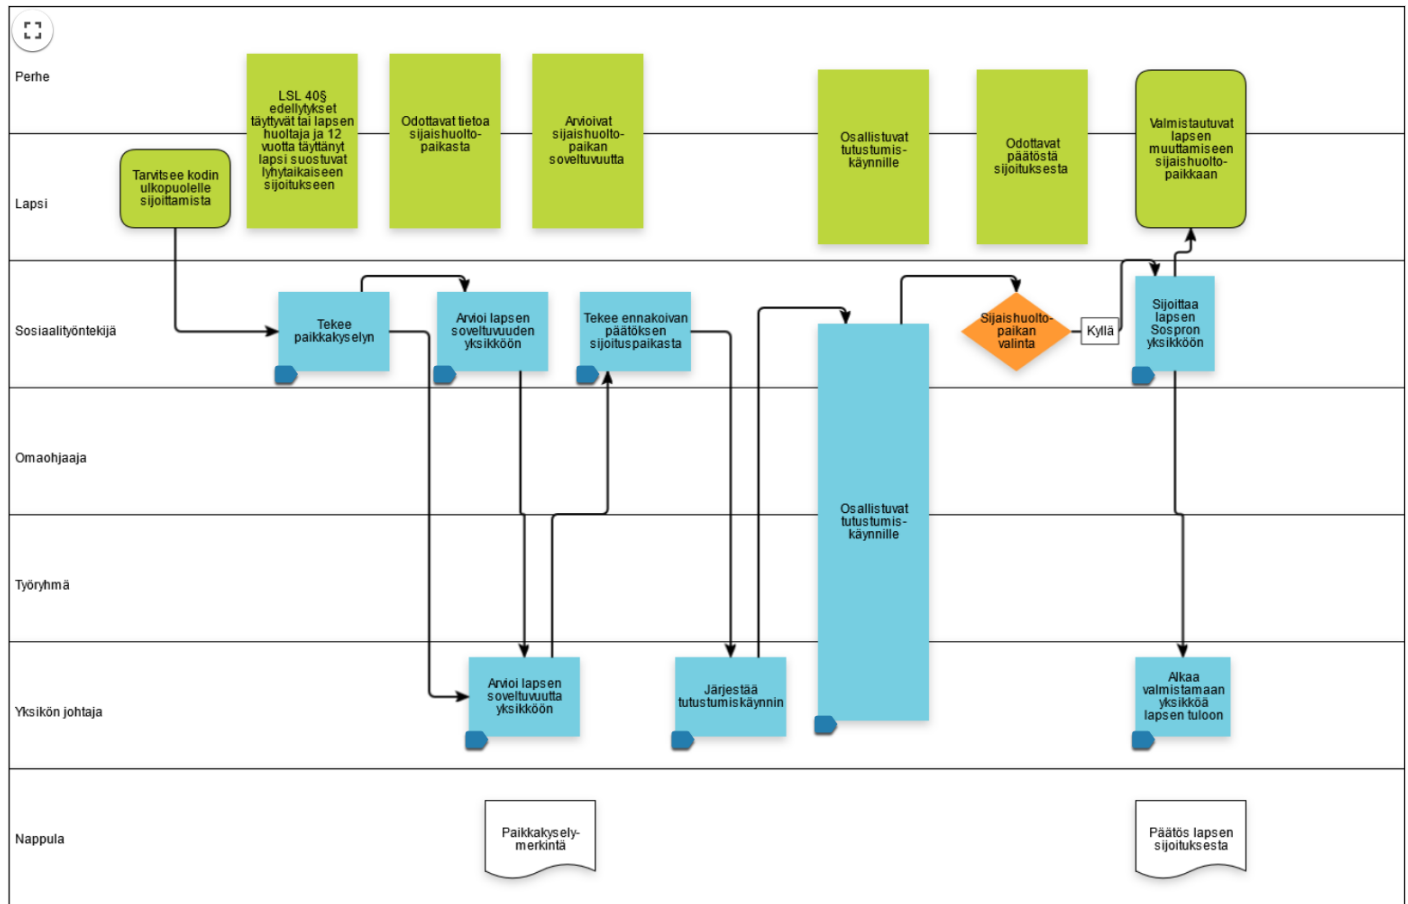 Perhe
LSL 40§
edellytykset
täyttyvät tai lapsen
huoltaja ja 12
vuotta täyttänyt
lapsi suostuvat
lyhytaikaiseen
sijoitukseen
Odottavat tietoa
sijaishuolto-
paikasta
Arvioivat
sijaishuolto-
paikan
soveltuvuutta
Osallistuvat
tutustumis-
käynnille
Odottavat
päätöstä
sijoituksesta
Valmistautuvat
lapsen
muuttamiseen
sijaishuolto-
paikkaan
Lapsi
Tarvitsee kodin
ulkopuolelle
sijoittamista
Sosiaalityöntekijä
Tekee
paikkakyselyn
Arvioi lapsen
soveltuvuuden
yksikköön
Tekee ennakoivan
päätöksen
sijoituspaikasta
Sijaishuolto-
paikan
valinta
Kyllä
Sijoittaa
lapsen
Sospron
yksikköön
Omaohjaaja
Osallistuvat
tutustumis-
käynnille
Työryhmä
Yksikön johtaja
Arvioi lapsen
soveltuvuutta
yksikköön
Järjestää
tutustumiskäynnin
Alkaa
valmistamaan
yksikköä
lapsen tuloon
Nappula
Paikkakysely-
merkintä
Päätös lapsen
sijoituksesta